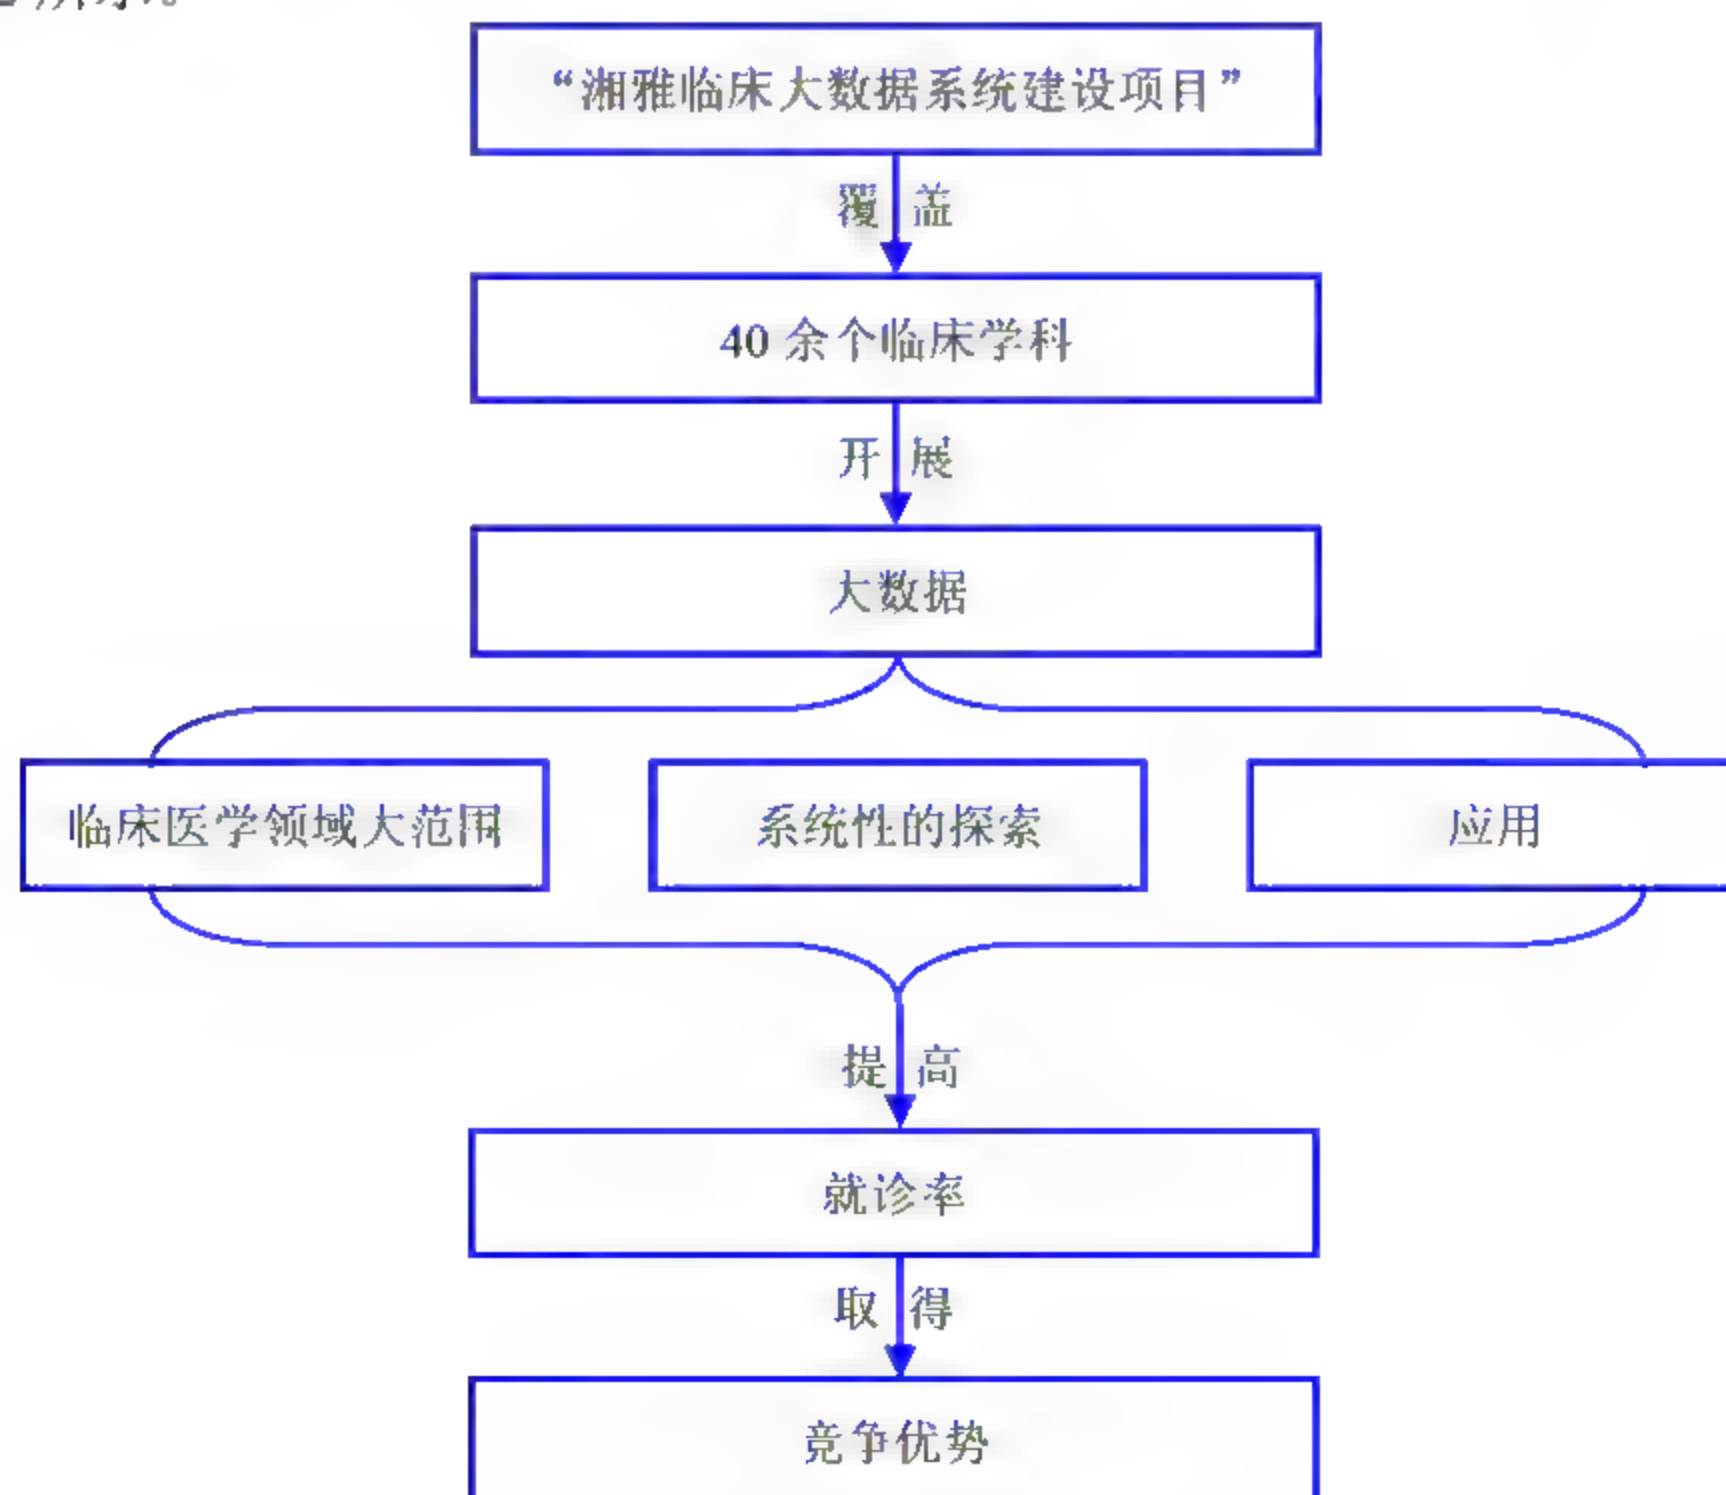 “湘雅临床大数据系统建设项目”
覆 盖
40 余个临床学科
开 展
大数据
临床医学领域大范围
系统性的探索
应用
提 高
就诊率
取 得
竞争优势